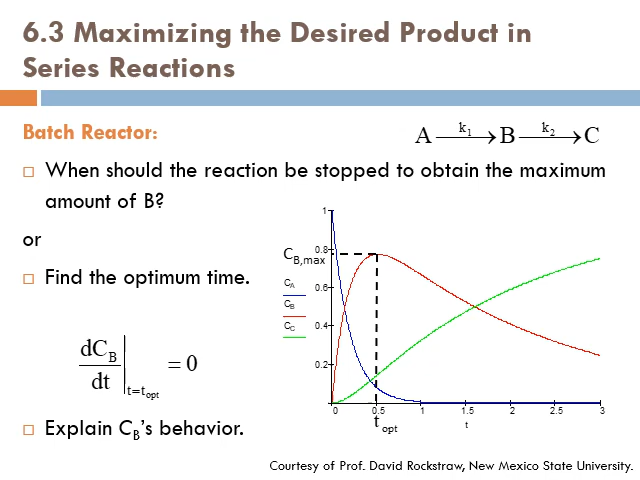 6.3 Maximizing the Desired Product in
Series Reactions
Batch Reactor:
A —k₁→ B —k₂→ C
□ When should the reaction be stopped to obtain the maximum
amount of B?
or
□ Find the optimum time.
dC_B/dt |t=t_opt = 0
□ Explain C_B's behavior.
1
C_B,max 0.8
C_A 0.6
C_B
C_C 0.4
0.2
0 0.5 1 1.5 2 2.5 3
t_opt t
Courtesy of Prof. David Rockstraw, New Mexico State University.